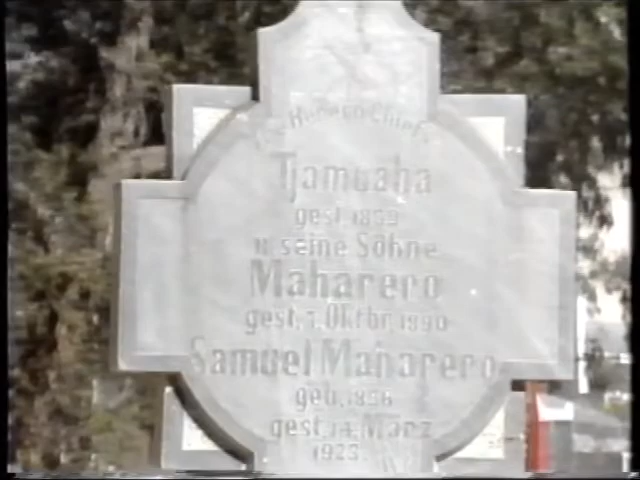 Herero Chiefs
Tjamuaha
gest. 1859
u. seine Söhne
Maharero
gest. 7. Oktbr. 1890
Samuel Maharero
geb. 1856
gest. 14. März
1923.